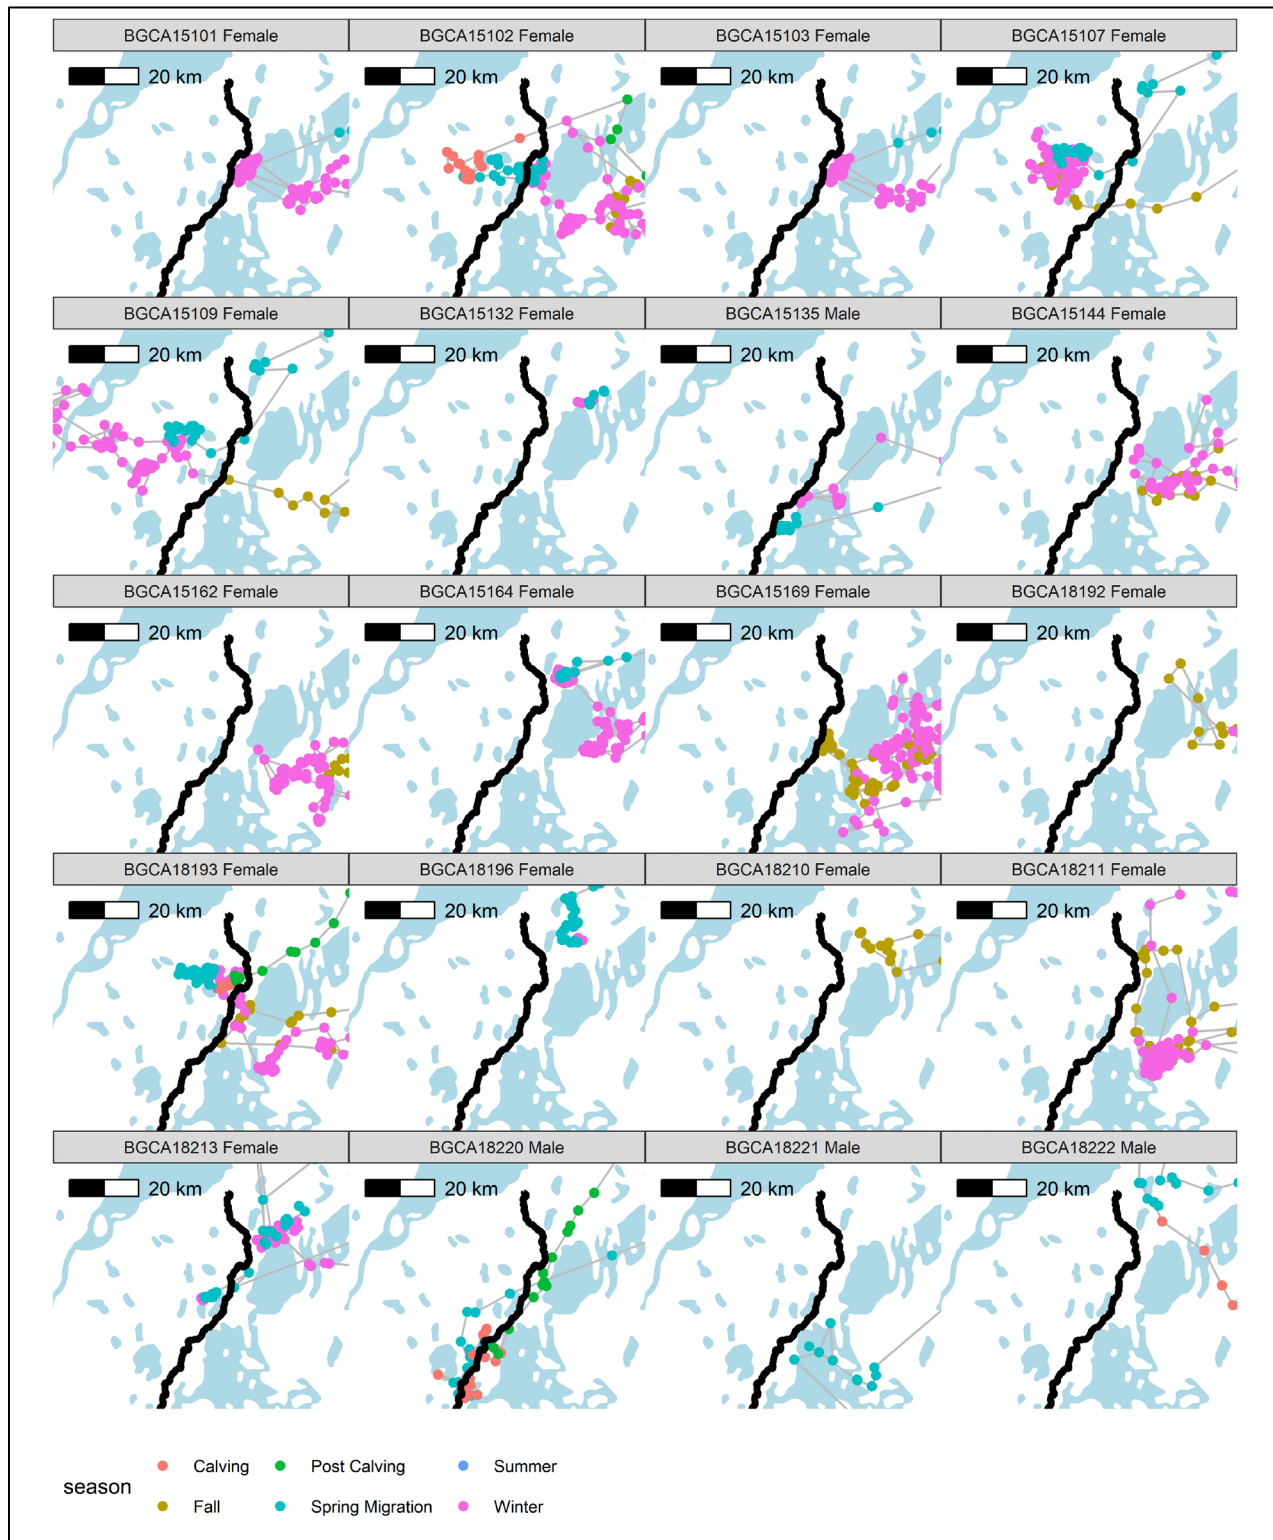 BGCA15101 Female BGCA15102 Female BGCA15103 Female BGCA15107 Female
20 km 20 km 20 km 20 km
BGCA15109 Female BGCA15132 Female BGCA15135 Male BGCA15144 Female
20 km 20 km 20 km 20 km
BGCA15162 Female BGCA15164 Female BGCA15169 Female BGCA18192 Female
20 km 20 km 20 km 20 km
BGCA18193 Female BGCA18196 Female BGCA18210 Female BGCA18211 Female
20 km 20 km 20 km 20 km
BGCA18213 Female BGCA18220 Male BGCA18221 Male BGCA18222 Male
20 km 20 km 20 km 20 km
season
Calving Post Calving Summer
Fall Spring Migration Winter